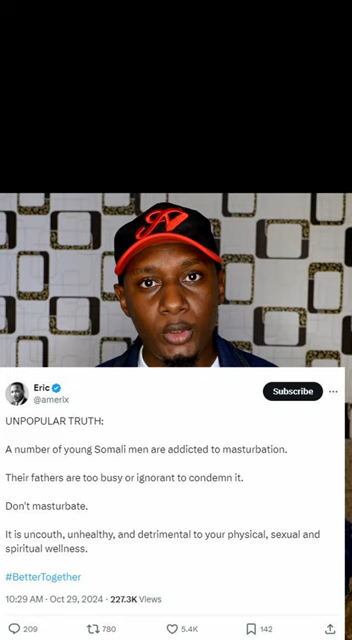 Eric
Subscribe
@amerix
UNPOPULAR TRUTH:
A number of young Somali men are addicted to masturbation.
Their fathers are too busy or ignorant to condemn it.
Don't masturbate.
It is uncouth, unhealthy, and detrimental to your physical, sexual and
spiritual wellness.
#BetterTogether
10:29 AM · Oct 29, 2024 · 227.3K Views
209 780 5.4K 142